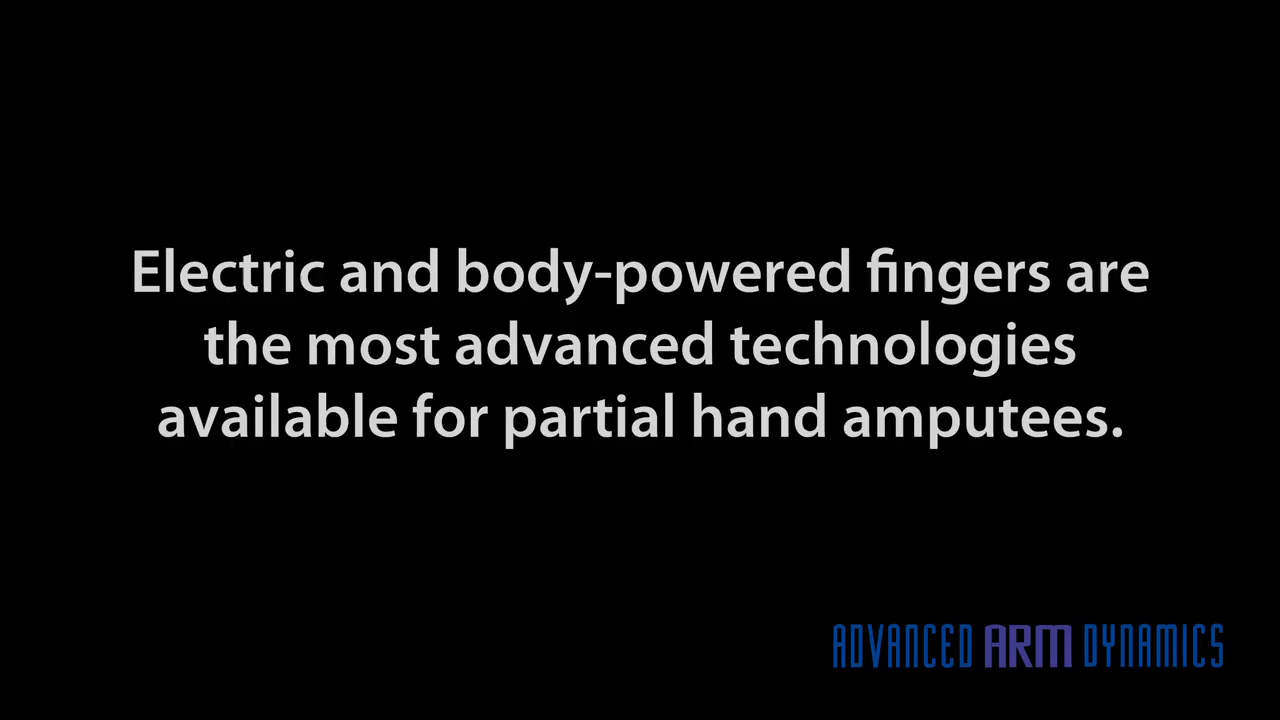 Electric and body-powered fingers are
the most advanced technologies
available for partial hand amputees.
ADVANCED ARM DYNAMICS